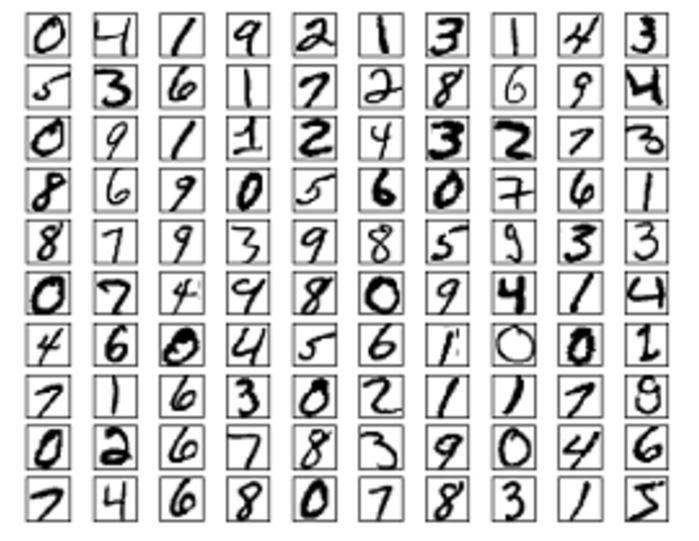 0 4 1 9 2 1 3 1 4 3
5 3 6 1 7 2 8 6 9 4
0 9 1 1 2 4 3 2 7 3
8 6 9 0 5 6 0 7 6 1
8 7 9 3 9 8 5 9 3 3
0 7 4 9 8 0 9 4 1 4
4 6 0 4 5 6 1 0 0 1
7 1 6 3 0 2 1 1 7 9
0 2 6 7 8 3 9 0 4 6
7 4 6 8 0 7 8 3 1 5